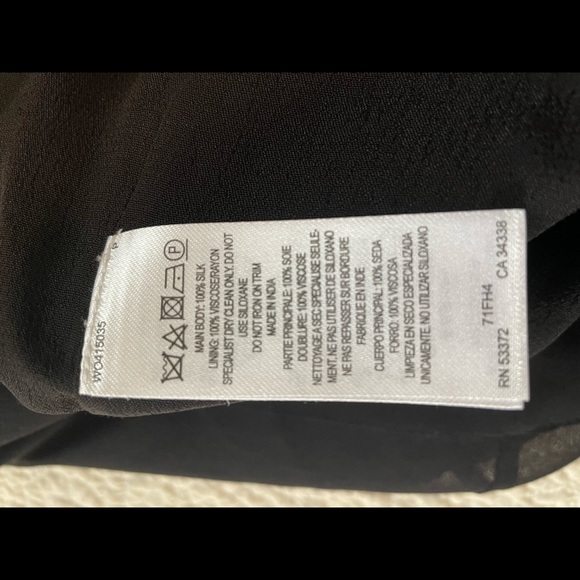 WO415035
P
MAIN BODY: 100% SILK
LINING: 100% VISCOSE/RAYON
SPECIALIST DRY CLEAN ONLY. DO NOT
USE SILOXANE
DO NOT IRON ON TRIM
MADE IN INDIA
PARTIE PRINCIPALE: 100% SOIE
DOUBLURE: 100% VISCOSE
NETTOYAGE A SEC SPECIALISE SEULE-
MENT. NE PAS UTILISER DE SILOXANO
NE PAS REPASSER SUR BORDURE
FABRIQUE EN INDE
CUERPO PRINCIPAL: 100% SEDA
FORRO: 100% VISCOSA
LIMPIEZA EN SECO ESPECIALIZADA
UNICAMENTE. NO UTILIZAR SILOXANO
71FH4
RN 53372 CA 34338